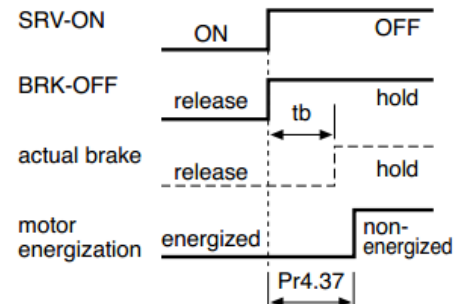 SRV-ON ON OFF
BRK-OFF release hold
tb
actual brake release hold
motor energization energized non-energized
Pr4.37